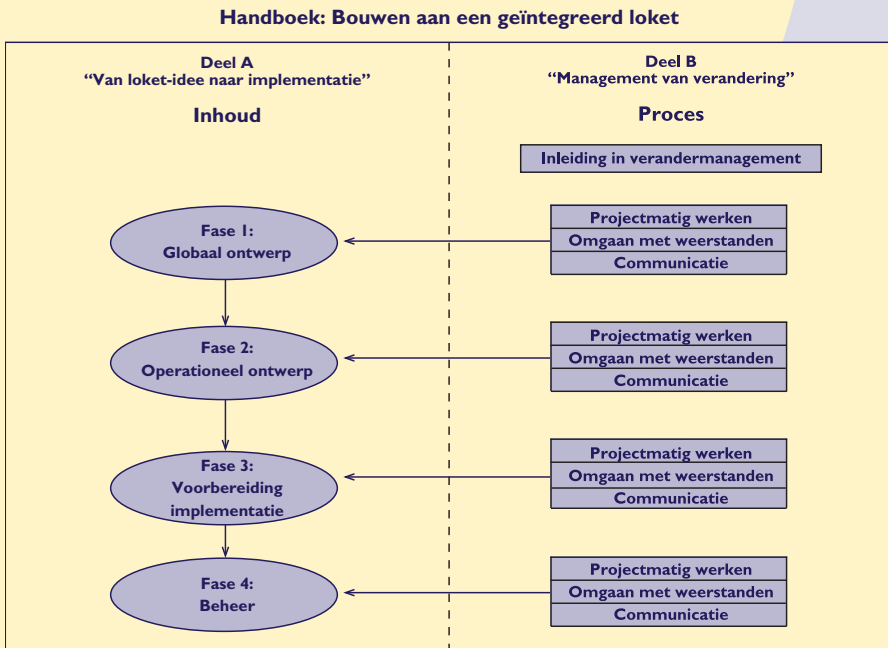 Handboek: Bouwen aan een geïntegreerd loket
Deel A
“Van loket-idee naar implementatie”
Inhoud
Deel B
“Management van verandering”
Proces
Inleiding in verandermanagement
Fase 1:
Globaal ontwerp
Projectmatig werken
Omgaan met weerstanden
Communicatie
Fase 2:
Operationeel ontwerp
Projectmatig werken
Omgaan met weerstanden
Communicatie
Fase 3:
Voorbereiding
implementatie
Projectmatig werken
Omgaan met weerstanden
Communicatie
Fase 4:
Beheer
Projectmatig werken
Omgaan met weerstanden
Communicatie